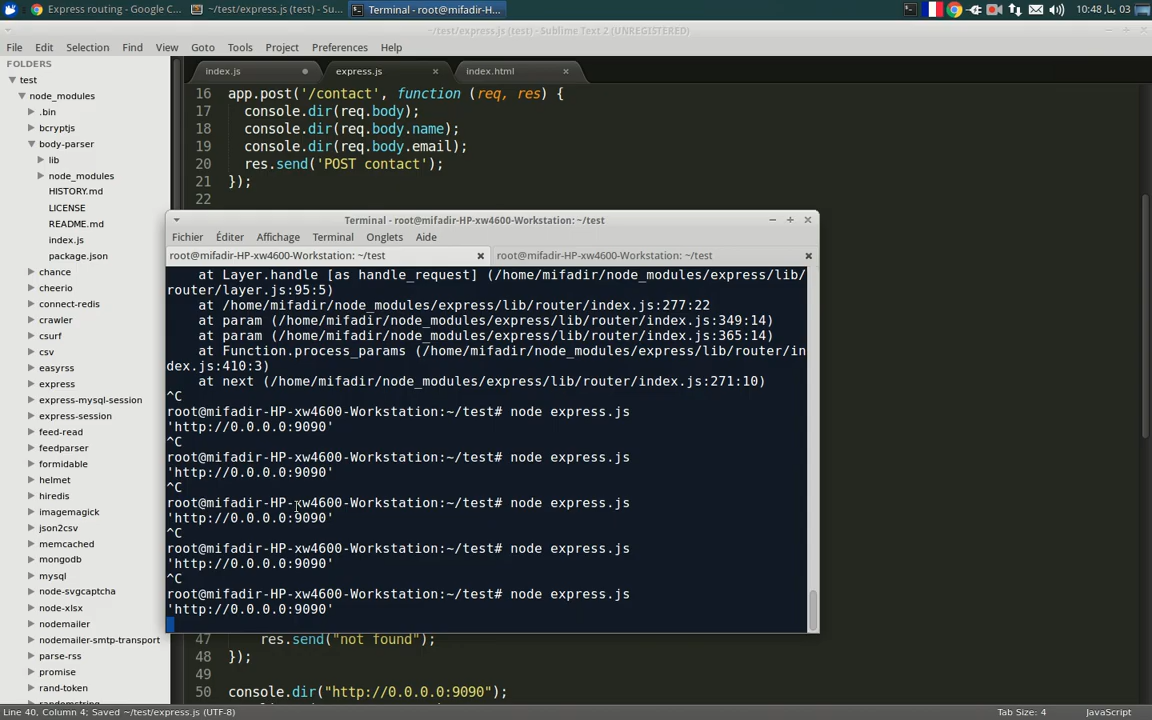 Express routing - Google C...
~/test/express.js (test) - Su...
Terminal - root@mifadir-H...
10:48 ,يىا 03
~/test/express.js (test) - Sublime Text 2 (UNREGISTERED)
File Edit Selection Find View Goto Tools Project Preferences Help
FOLDERS
test
node_modules
.bin
bcryptjs
body-parser
lib
node_modules
HISTORY.md
LICENSE
README.md
index.js
package.json
chance
cheerio
connect-redis
crawler
csurf
csv
easyrss
express
express-mysql-session
express-session
feed-read
feedparser
formidable
helmet
hiredis
imagemagick
json2csv
memcached
mongodb
mysql
node-svgcaptcha
node-xlsx
nodemailer
nodemailer-smtp-transport
parse-rss
promise
rand-token
index.js
express.js
index.html
16 app.post('/contact', function (req, res) {
17 console.dir(req.body);
18 console.dir(req.body.name);
19 console.dir(req.body.email);
20 res.send('POST contact');
21 });
22
Terminal - root@mifadir-HP-xw4600-Workstation: ~/test
Fichier Éditer Affichage Terminal Onglets Aide
root@mifadir-HP-xw4600-Workstation: ~/test
root@mifadir-HP-xw4600-Workstation: ~/test
at Layer.handle [as handle_request] (/home/mifadir/node_modules/express/lib/
router/layer.js:95:5)
at /home/mifadir/node_modules/express/lib/router/index.js:277:22
at param (/home/mifadir/node_modules/express/lib/router/index.js:349:14)
at param (/home/mifadir/node_modules/express/lib/router/index.js:365:14)
at Function.process_params (/home/mifadir/node_modules/express/lib/router/in
dex.js:410:3)
at next (/home/mifadir/node_modules/express/lib/router/index.js:271:10)
^C
root@mifadir-HP-xw4600-Workstation:~/test# node express.js
'http://0.0.0.0:9090'
^C
root@mifadir-HP-xw4600-Workstation:~/test# node express.js
'http://0.0.0.0:9090'
^C
root@mifadir-HP-xw4600-Workstation:~/test# node express.js
'http://0.0.0.0:9090'
^C
root@mifadir-HP-xw4600-Workstation:~/test# node express.js
'http://0.0.0.0:9090'
^C
root@mifadir-HP-xw4600-Workstation:~/test# node express.js
'http://0.0.0.0:9090'
47 res.send("not found");
48 });
49
50 console.dir("http://0.0.0.0:9090");
Line 40, Column 4; Saved ~/test/express.js (UTF-8)
Tab Size: 4
JavaScript